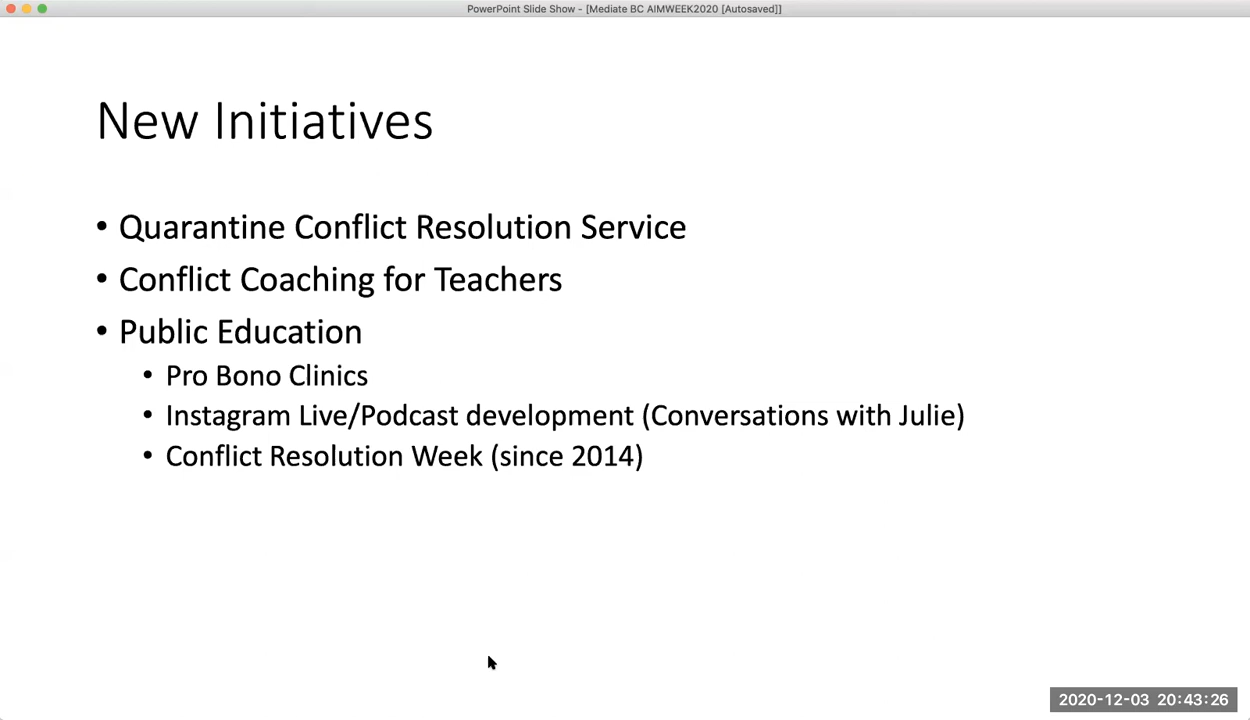 PowerPoint Slide Show - [Mediate BC AIMWEEK2020 [Autosaved]]
New Initiatives
• Quarantine Conflict Resolution Service
• Conflict Coaching for Teachers
• Public Education
• Pro Bono Clinics
• Instagram Live/Podcast development (Conversations with Julie)
• Conflict Resolution Week (since 2014)
2020-12-03 20:43:26